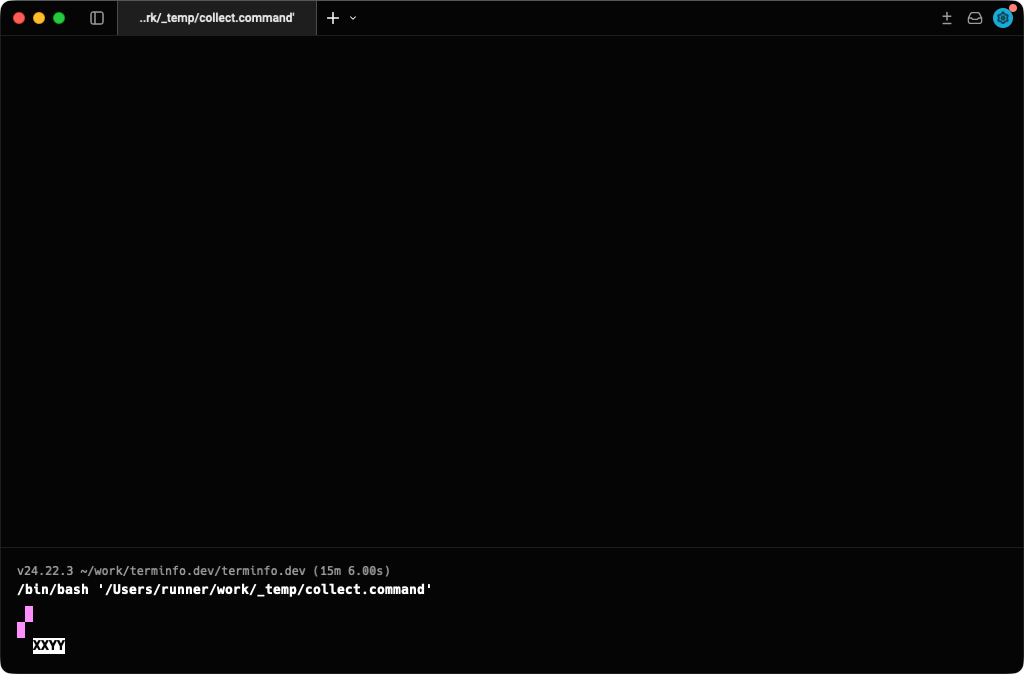 ..rk/_temp/collect.command'
v24.22.3 ~/work/terminfo.dev/terminfo.dev (15m 6.00s)
/bin/bash '/Users/runner/work/_temp/collect.command'
XXYY